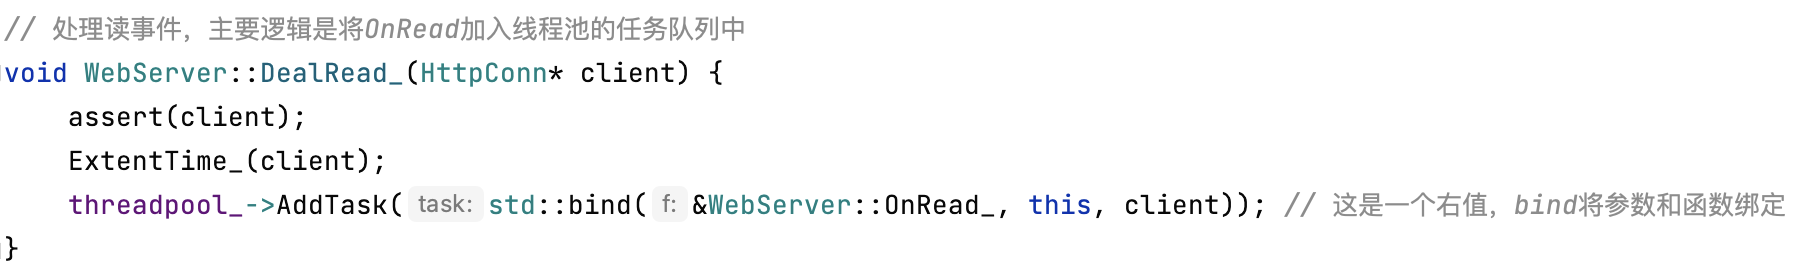 // 处理读事件，主要逻辑是将OnRead加入线程池的任务队列中
void WebServer::DealRead_(HttpConn* client) {
    assert(client);
    ExtentTime_(client);
    threadpool_->AddTask( task: std::bind( f: &WebServer::OnRead_, this, client)); // 这是一个右值，bind将参数和函数绑定
}